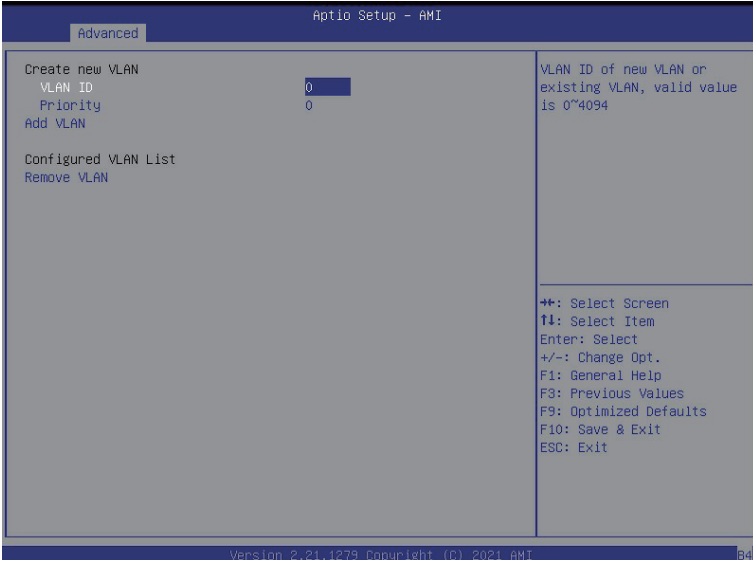 Aptio Setup – AMI
Advanced
Create new VLAN
VLAN ID 0
Priority 0
Add VLAN
Configured VLAN List
Remove VLAN
VLAN ID of new VLAN or
existing VLAN, valid value
is 0~4094
→←: Select Screen
↑↓: Select Item
Enter: Select
+/-: Change Opt.
F1: General Help
F3: Previous Values
F9: Optimized Defaults
F10: Save & Exit
ESC: Exit
Version 2.21.1279 Copyright (C) 2021 AMI
B4